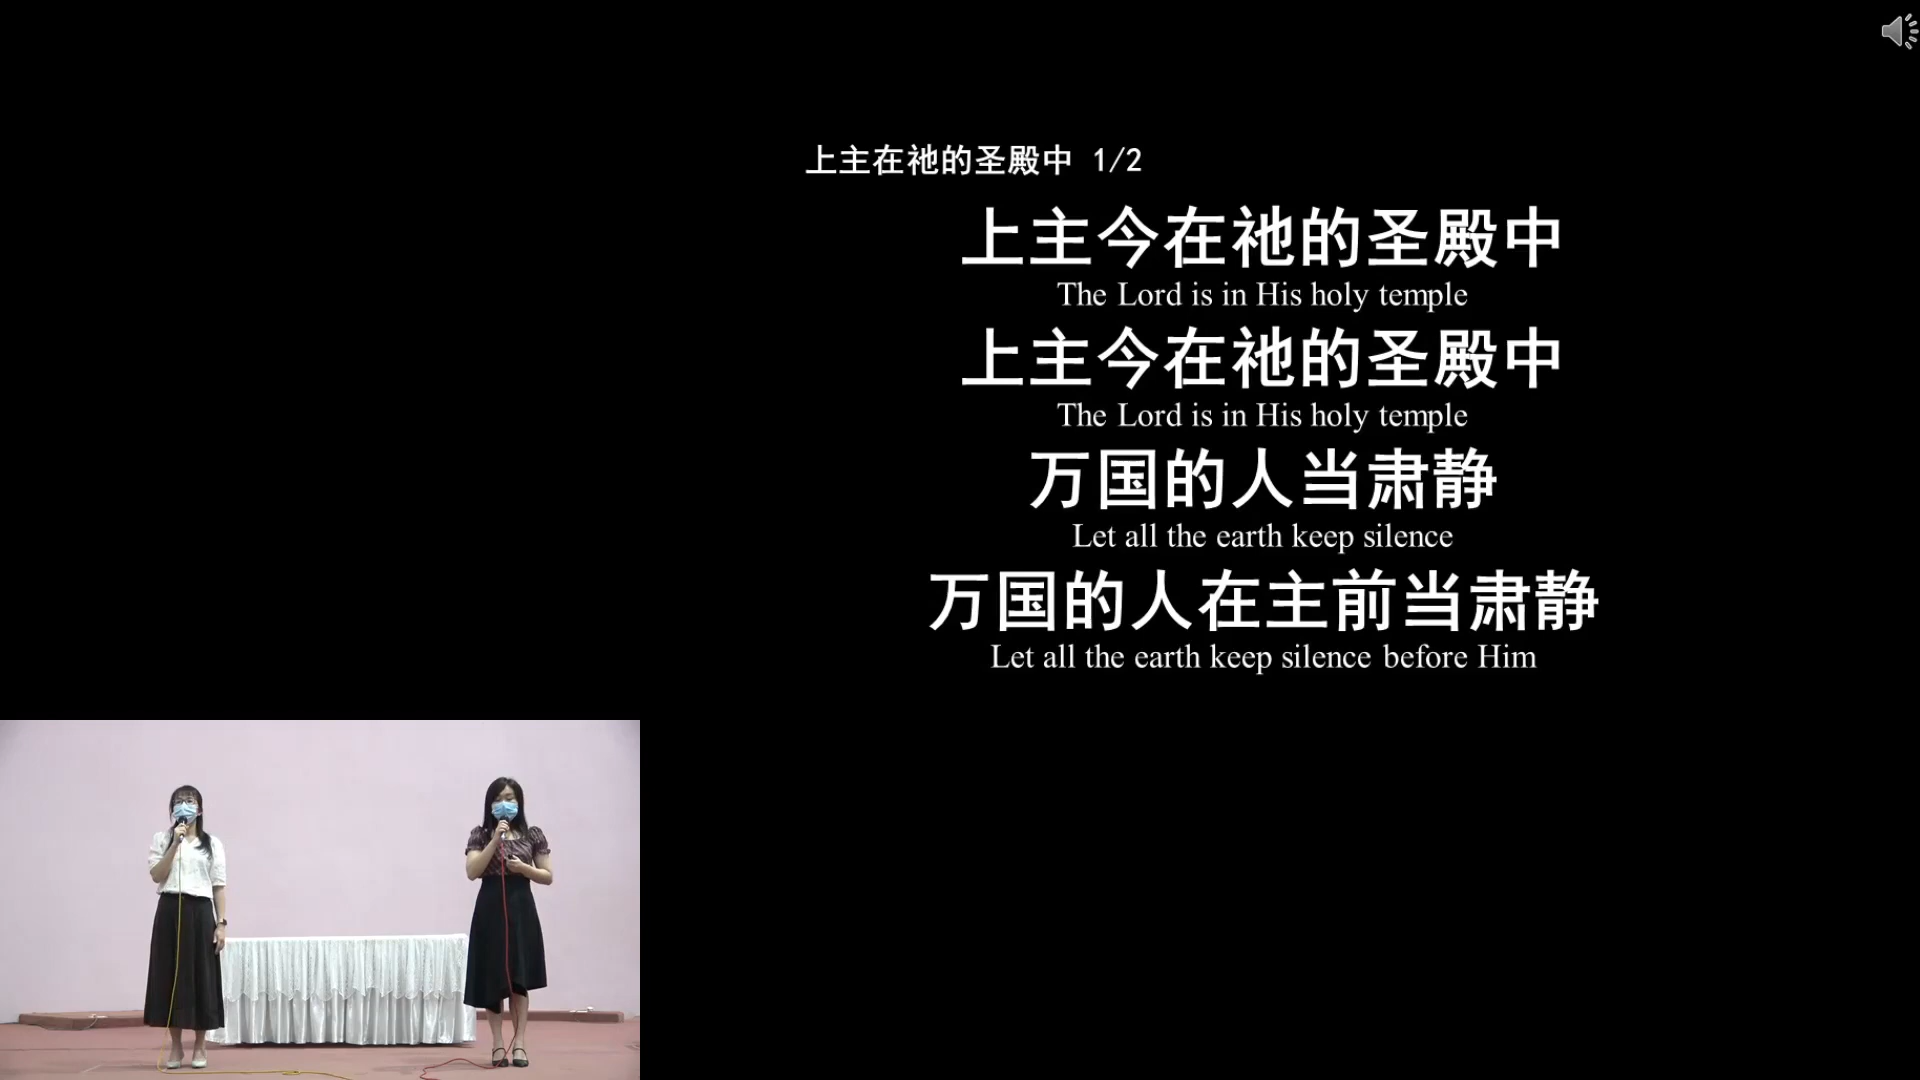 上主在祂的圣殿中 1/2
上主今在祂的圣殿中
The Lord is in His holy temple
上主今在祂的圣殿中
The Lord is in His holy temple
万国的人当肃静
Let all the earth keep silence
万国的人在主前当肃静
Let all the earth keep silence before Him